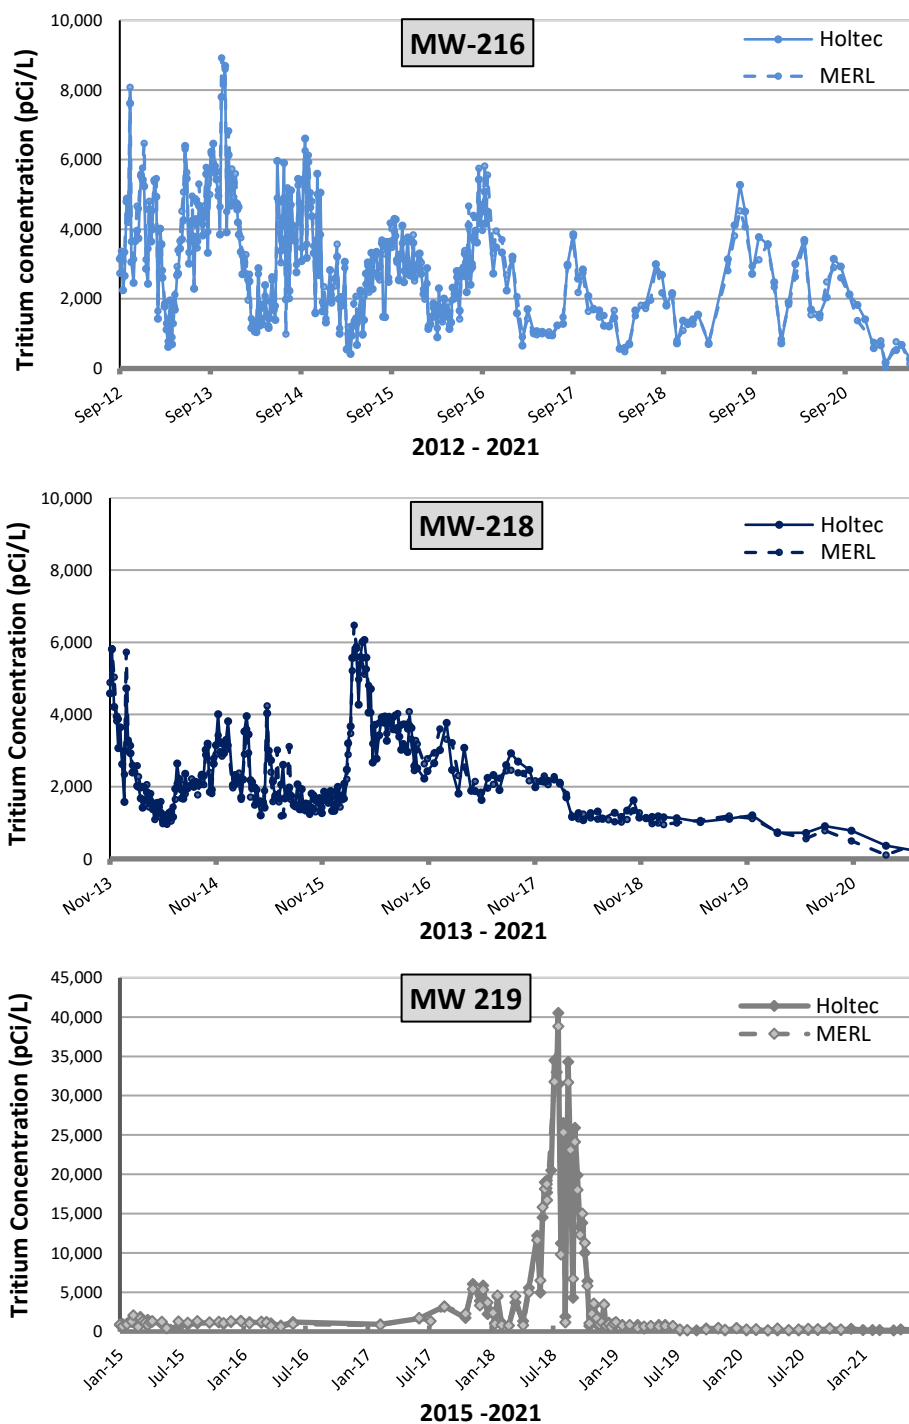 MW-216
Holtec
MERL
Tritium concentration (pCi/L)
10,000
8,000
6,000
4,000
2,000
0
Sep-12 Sep-13 Sep-14 Sep-15 Sep-16 Sep-17 Sep-18 Sep-19 Sep-20
2012 - 2021
MW-218
Holtec
MERL
Tritium Concentration (pCi/L)
10,000
8,000
6,000
4,000
2,000
0
Nov-13 Nov-14 Nov-15 Nov-16 Nov-17 Nov-18 Nov-19 Nov-20
2013 - 2021
MW 219
Holtec
MERL
Tritium Concentration (pCi/L)
45,000
40,000
35,000
30,000
25,000
20,000
15,000
10,000
5,000
0
Jan-15 Jul-15 Jan-16 Jul-16 Jan-17 Jul-17 Jan-18 Jul-18 Jan-19 Jul-19 Jan-20 Jul-20 Jan-21
2015 -2021